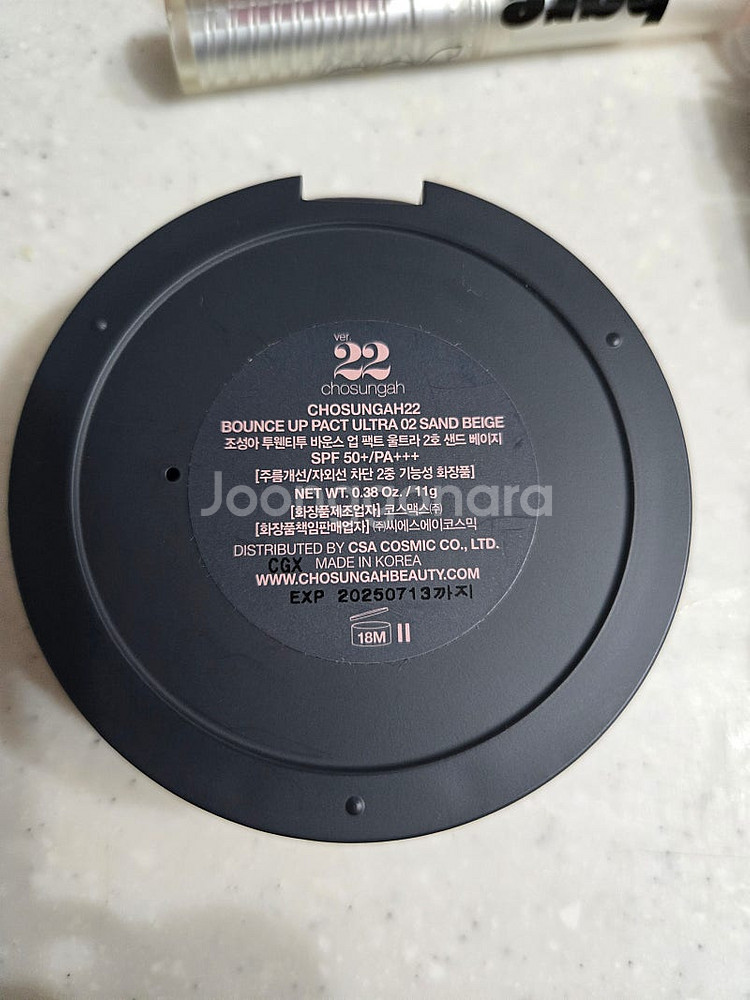 bare
ver.
22
chosungah
CHOSUNGAH22
BOUNCE UP PACT ULTRA 02 SAND BEIGE
조성아 투웬티투 바운스 업 팩트 울트라 2호 샌드 베이지
SPF 50+/PA+++
[주름개선/자외선 차단 2중 기능성 화장품]
Joonggonara
NET WT. 0.38 Oz. / 11g
[화장품제조업자] 코스맥스㈜
[화장품책임판매업자] ㈜씨에스에이코스믹
DISTRIBUTED BY CSA COSMIC CO., LTD.
CGX MADE IN KOREA
WWW.CHOSUNGAHBEAUTY.COM
EXP 20250713까지
18M II